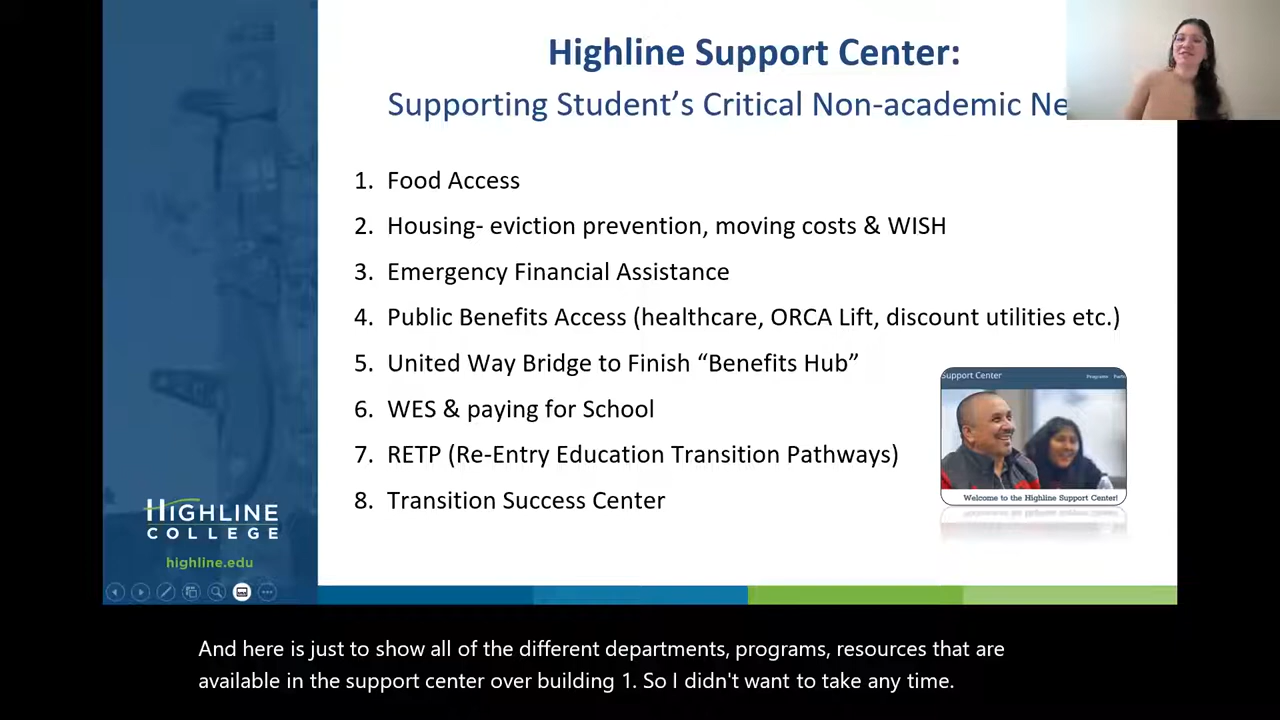 Highline Support Center:
Supporting Student's Critical Non-academic Ne
1. Food Access
2. Housing- eviction prevention, moving costs & WISH
3. Emergency Financial Assistance
4. Public Benefits Access (healthcare, ORCA Lift, discount utilities etc.)
5. United Way Bridge to Finish “Benefits Hub”
6. WES & paying for School
7. RETP (Re-Entry Education Transition Pathways)
8. Transition Success Center
Support Center
Programs
Welcome to the Highline Support Center!
HIGHLINE
COLLEGE
highline.edu
And here is just to show all of the different departments, programs, resources that are
available in the support center over building 1. So I didn't want to take any time.